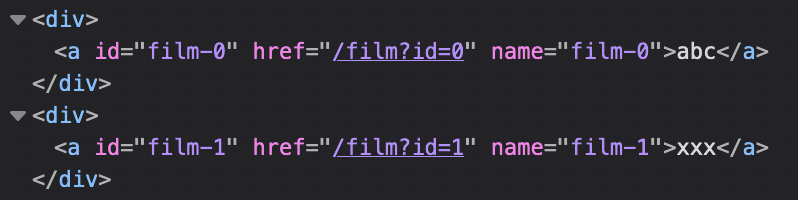 <div>
<a id="film-0" href="/film?id=0" name="film-0">abc</a>
</div>
<div>
<a id="film-1" href="/film?id=1" name="film-1">xxx</a>
</div>